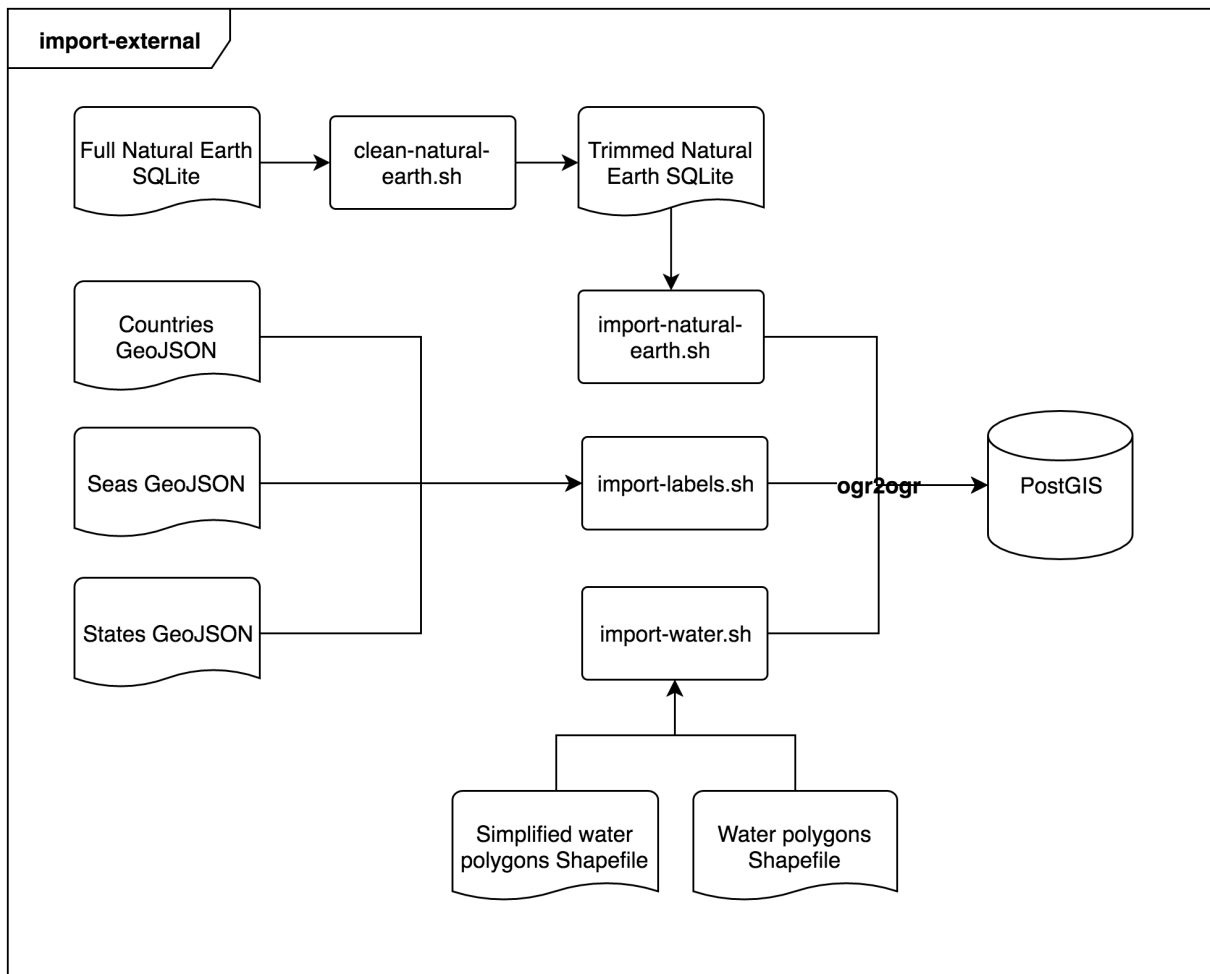 import-external
Full Natural Earth
SQLite
clean-natural-
earth.sh
Trimmed Natural
Earth SQLite
Countries
GeoJSON
import-natural-
earth.sh
Seas GeoJSON
import-labels.sh
ogr2ogr
PostGIS
States GeoJSON
import-water.sh
Simplified water
polygons Shapefile
Water polygons
Shapefile